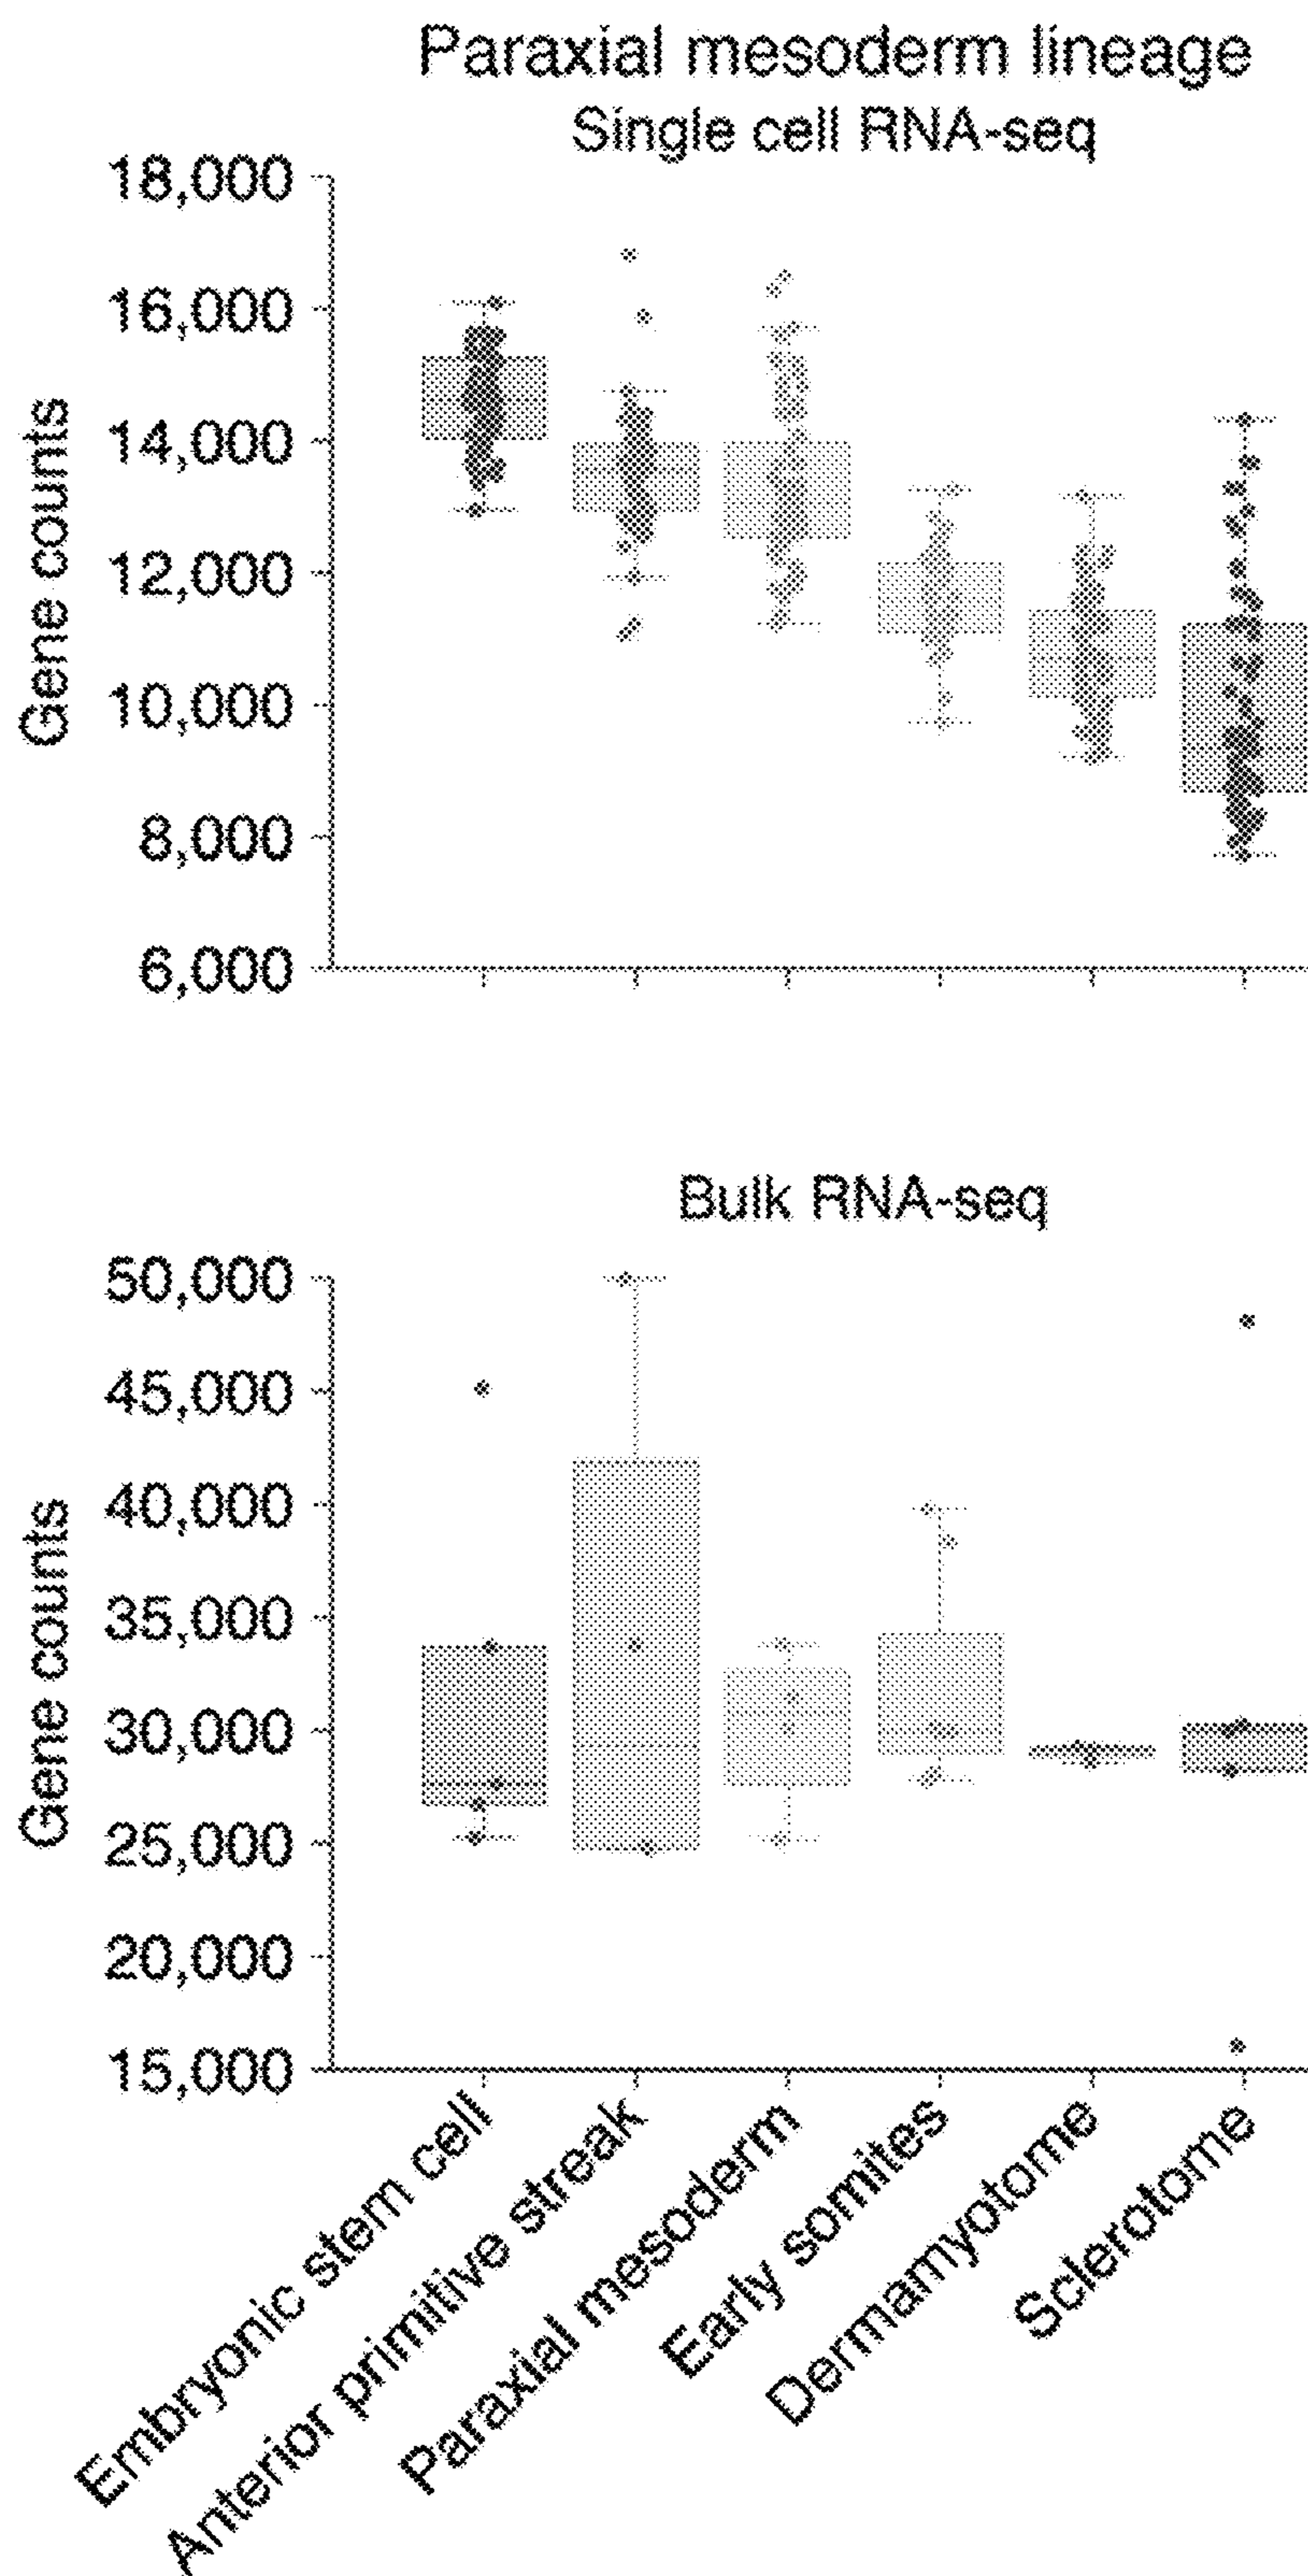 Paraxial mesoderm lineage
Single cell RNA-seq
18,000
16,000
14,000
12,000
10,000
8,000
6,000
Gene counts
Bulk RNA-seq
50,000
45,000
40,000
35,000
30,000
25,000
20,000
15,000
Gene counts
Embryonic stem cell
Anterior primitive streak
Paraxial mesoderm
Early somites
Dermamyotome
Sclerotome